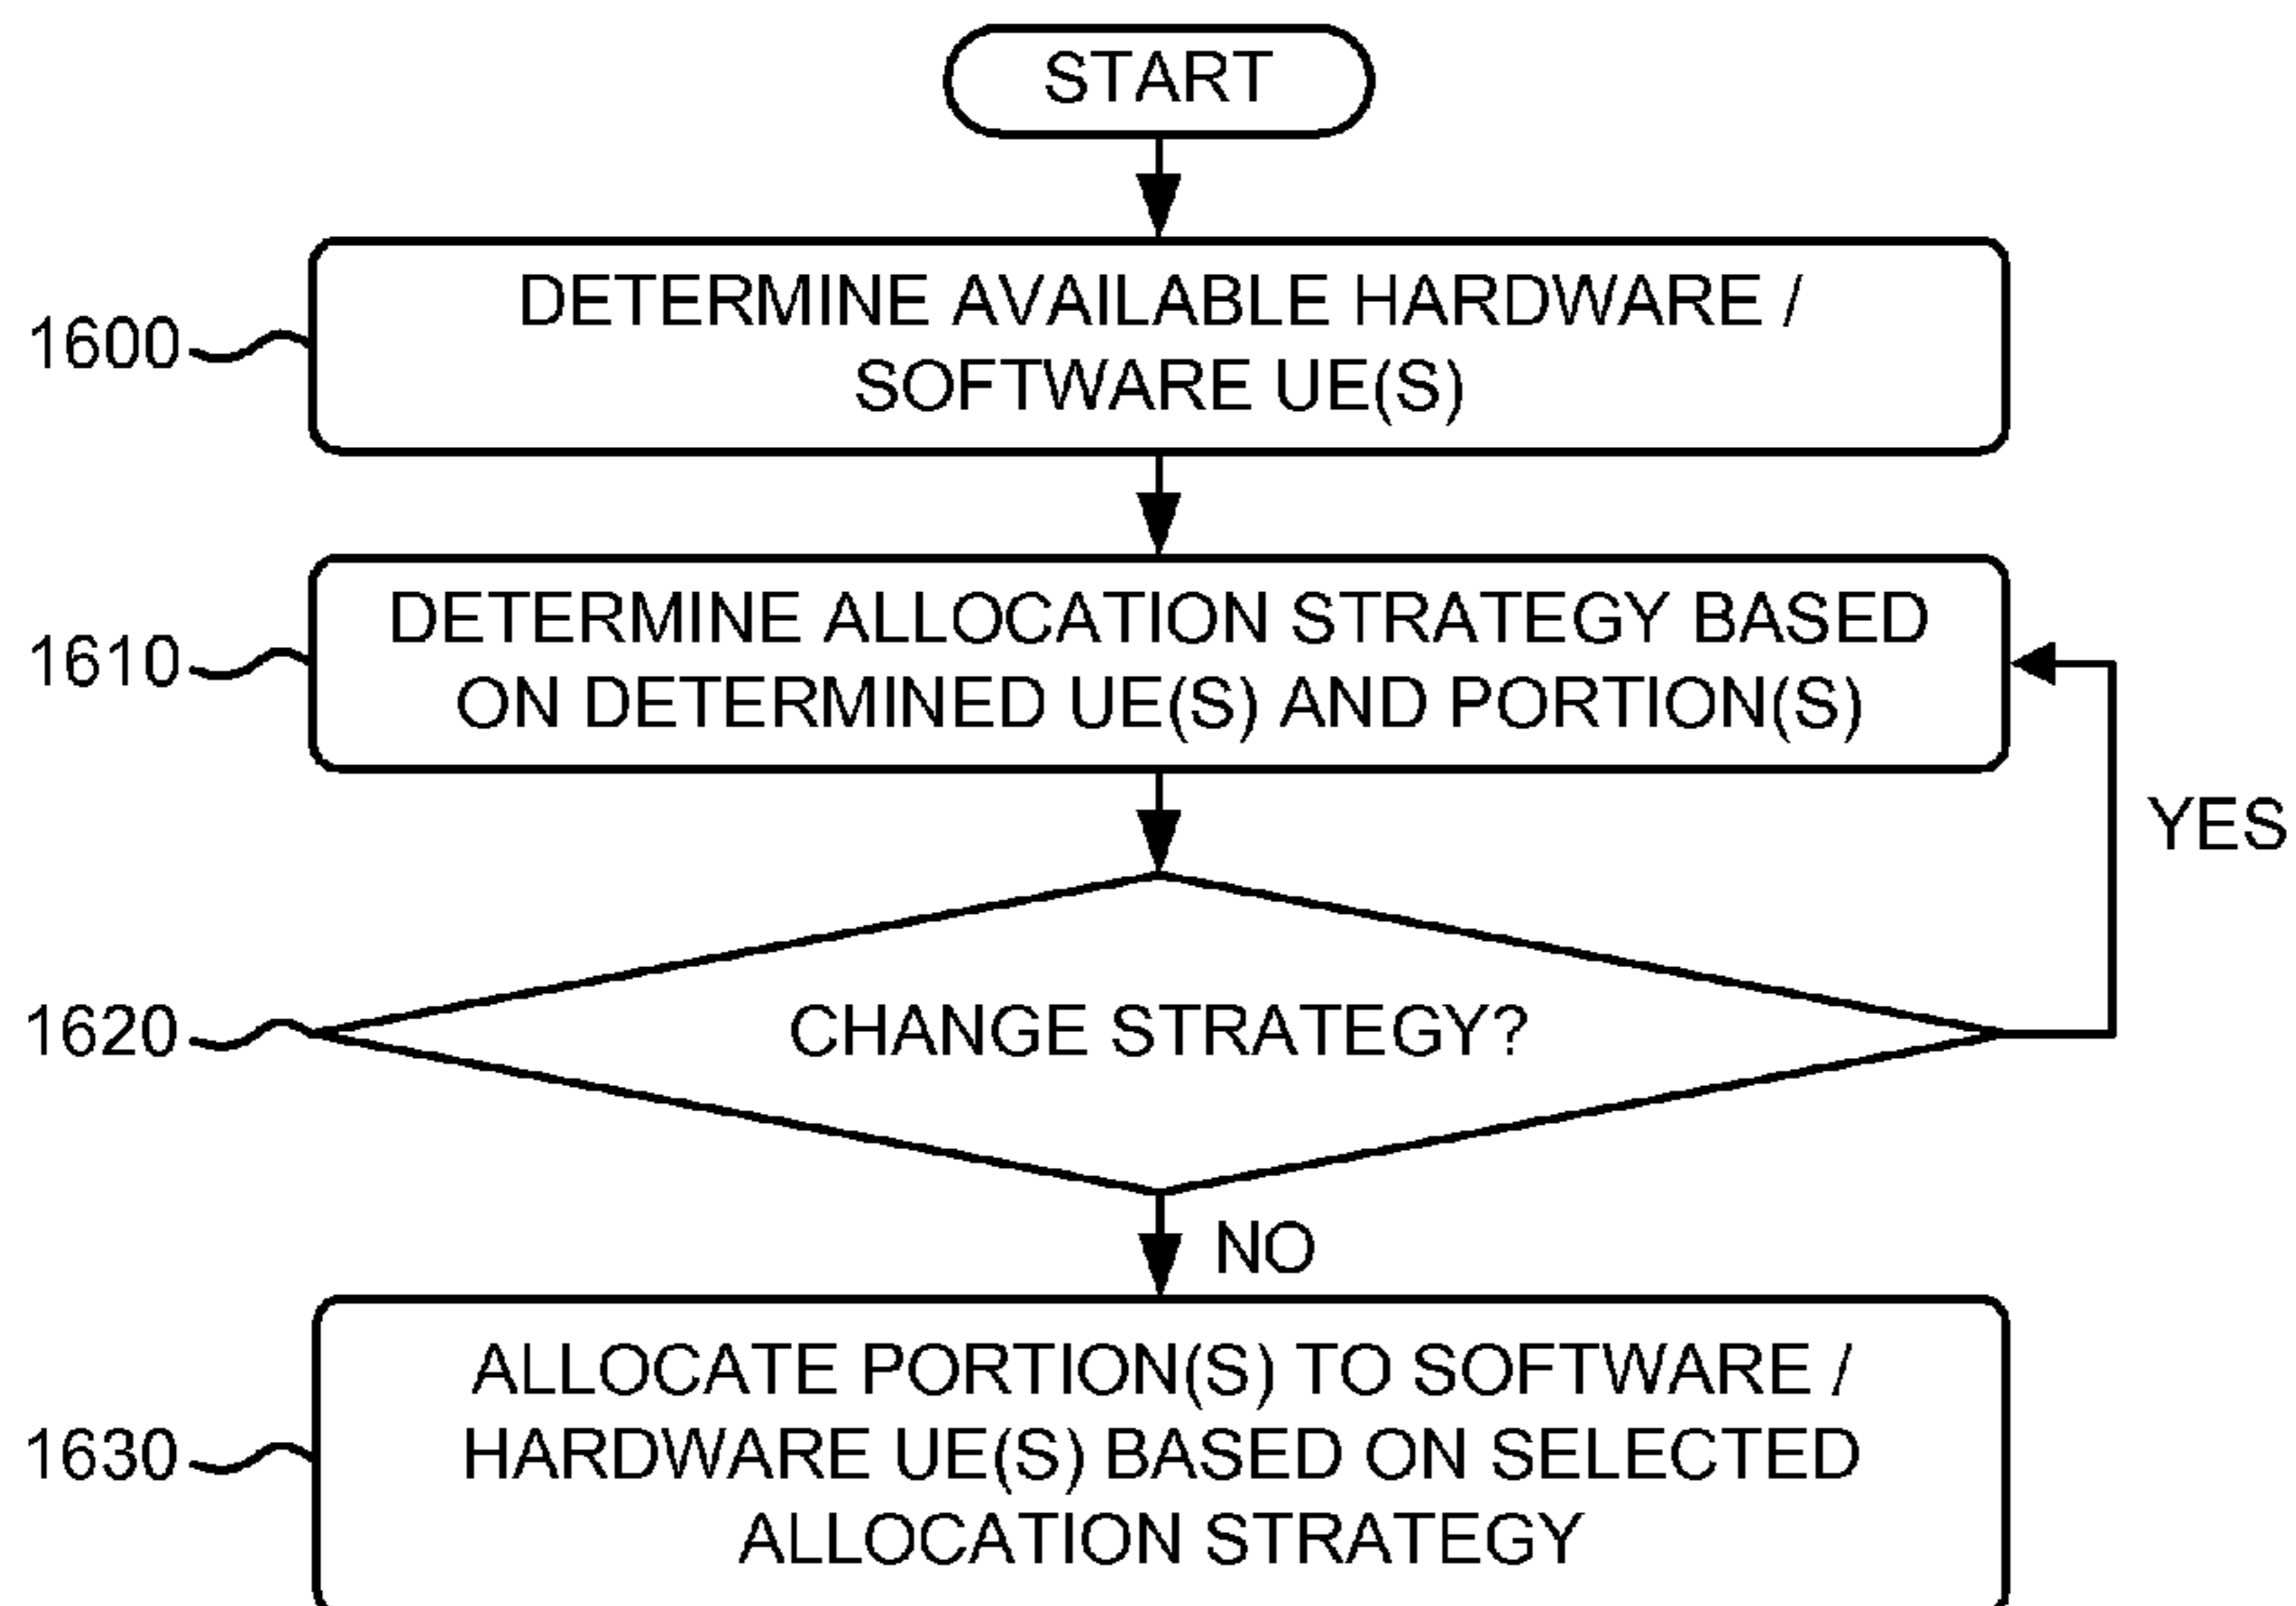 START
1600
DETERMINE AVAILABLE HARDWARE /
SOFTWARE UE(S)
1610
DETERMINE ALLOCATION STRATEGY BASED
ON DETERMINED UE(S) AND PORTION(S)
YES
1620
CHANGE STRATEGY?
NO
1630
ALLOCATE PORTION(S) TO SOFTWARE /
HARDWARE UE(S) BASED ON SELECTED
ALLOCATION STRATEGY